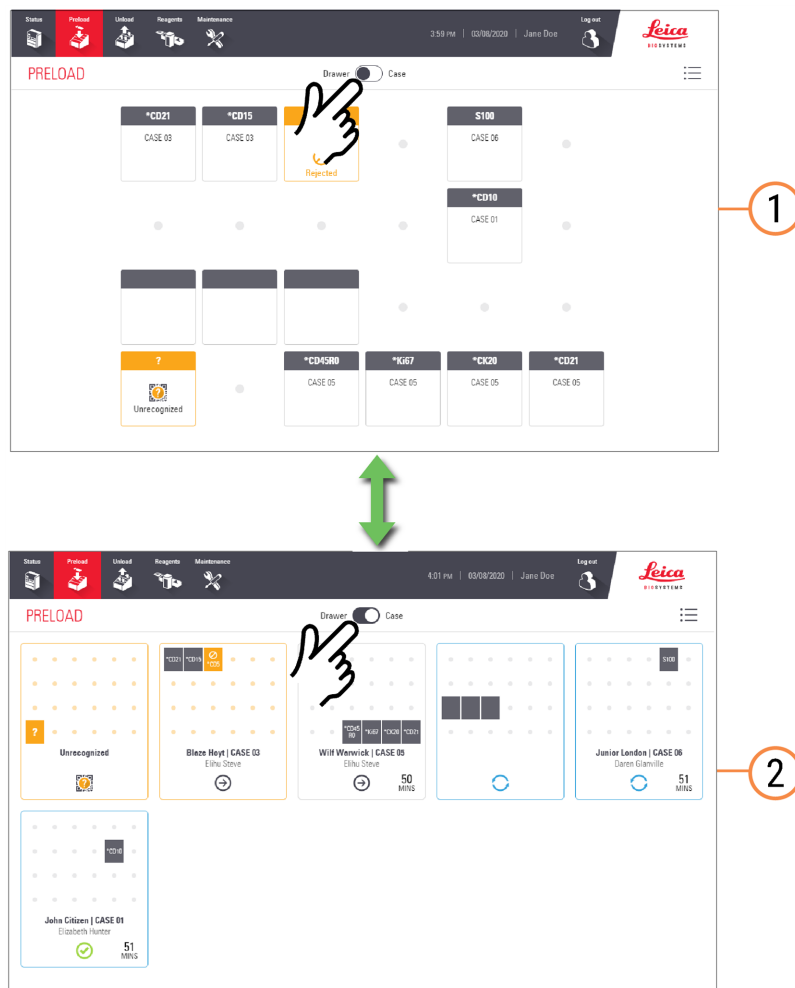 Status Preload Unload Reagents Maintenance
3:59 PM | 03/08/2020 | Jane Doe
Log out
Leica
BIOSYSTEMS
PRELOAD
Drawer Case
*CD21 *CD15 S100
CASE 03 CASE 03 CASE 06
Rejected
*CD10
CASE 01
1
? *CD45R0 *Ki67 *CK20 *CD21
CASE 05 CASE 05 CASE 05 CASE 05
?
Unrecognized
Status Preload Unload Reagents Maintenance
4:01 PM | 03/08/2020 | Jane Doe
Log out
Leica
BIOSYSTEMS
PRELOAD
Drawer Case
*CD21 *CD15 S100
?
*CD45 R0 *Ki67 *CK20 *CD21
Unrecognized
?
Blaze Hoyt | CASE 03
Elihu Steve
Wilf Warwick | CASE 05
Elihu Steve
50
MINS
Junior London | CASE 06
Daren Glanville
51
MINS
2
*CD10
John Citizen | CASE 01
Elizabeth Hunter
51
MINS